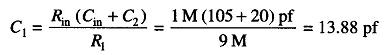 C₁ = R_in (C_in + C₂) / R₁ = 1 M (105 + 20) pf / 9 M = 13.88 pf